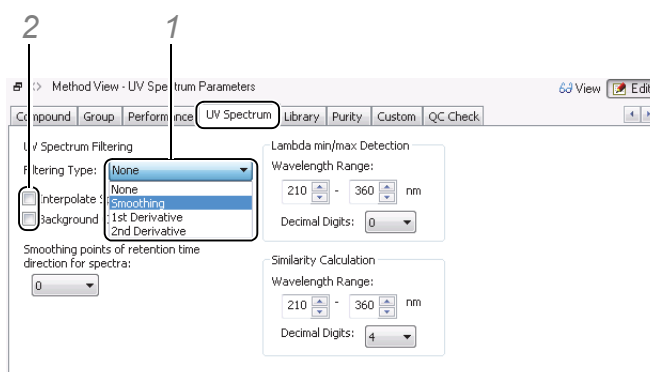 2 1
Method View - UV Spectrum Parameters View Edit
Compound Group Performance UV Spectrum Library Purity Custom QC Check
UV Spectrum Filtering Lambda min/max Detection
Filtering Type: None Wavelength Range:
None 210 - 360 nm
Interpolate Smoothing
Background 1st Derivative Decimal Digits: 0
2nd Derivative
Smoothing points of retention time
direction for spectra: Similarity Calculation
0 Wavelength Range:
210 - 360 nm
Decimal Digits: 4